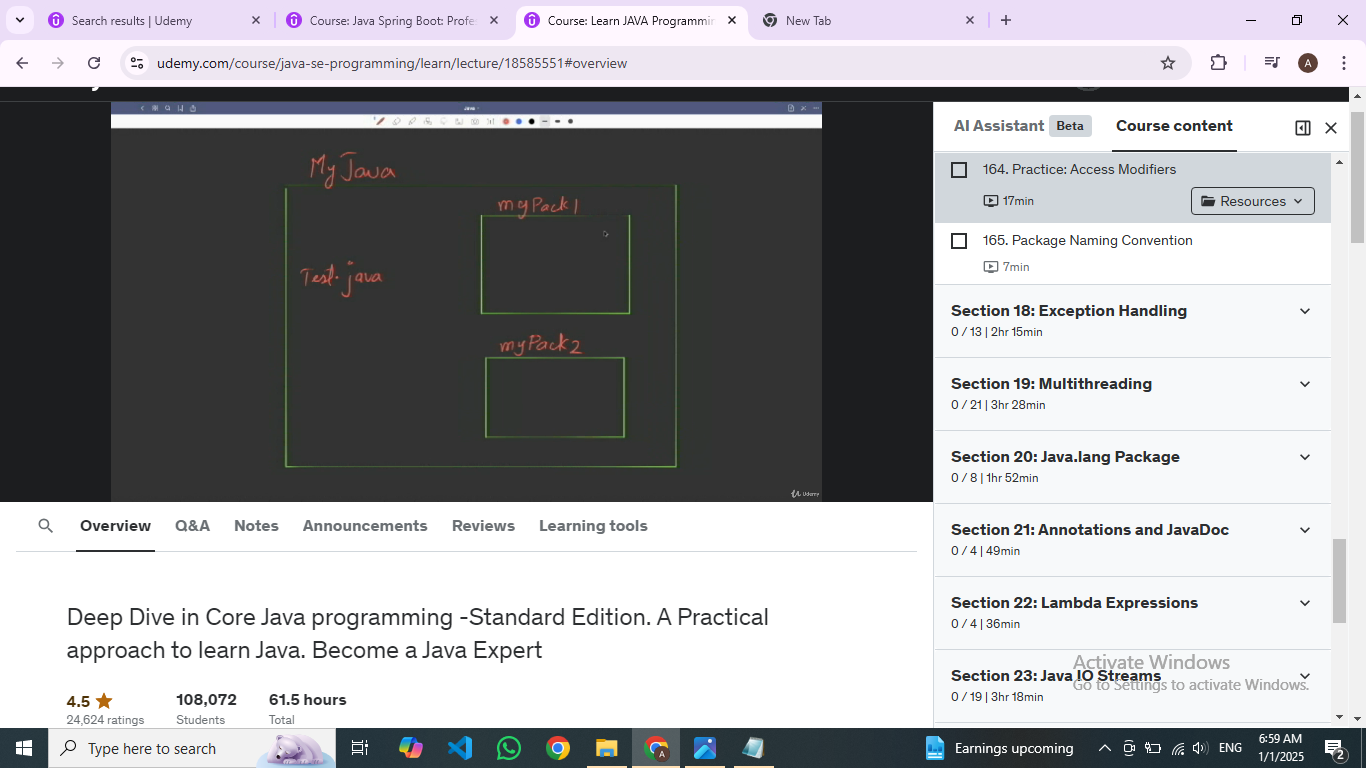 Search results | Udemy
Course: Java Spring Boot: Profe
Course: Learn JAVA Programmin
New Tab
udemy.com/course/java-se-programming/learn/lecture/18585551#overview
A
My Java
myPack1
Test.java
myPack2
Udemy
AI Assistant
Beta
Course content
164. Practice: Access Modifiers
17min
Resources
165. Package Naming Convention
7min
Section 18: Exception Handling
0 / 13 | 2hr 15min
Section 19: Multithreading
0 / 21 | 3hr 28min
Section 20: Java.lang Package
0 / 8 | 1hr 52min
Section 21: Annotations and JavaDoc
0 / 4 | 49min
Section 22: Lambda Expressions
0 / 4 | 36min
Section 23: Java IO Streams
0 / 19 | 3hr 18min
Activate Windows
Go to Settings to activate Windows.
Overview
Q&A
Notes
Announcements
Reviews
Learning tools
Deep Dive in Core Java programming -Standard Edition. A Practical
approach to learn Java. Become a Java Expert
4.5
108,072
61.5 hours
24,624 ratings
Students
Total
Type here to search
Earnings upcoming
ENG
6:59 AM
1/1/2025
2